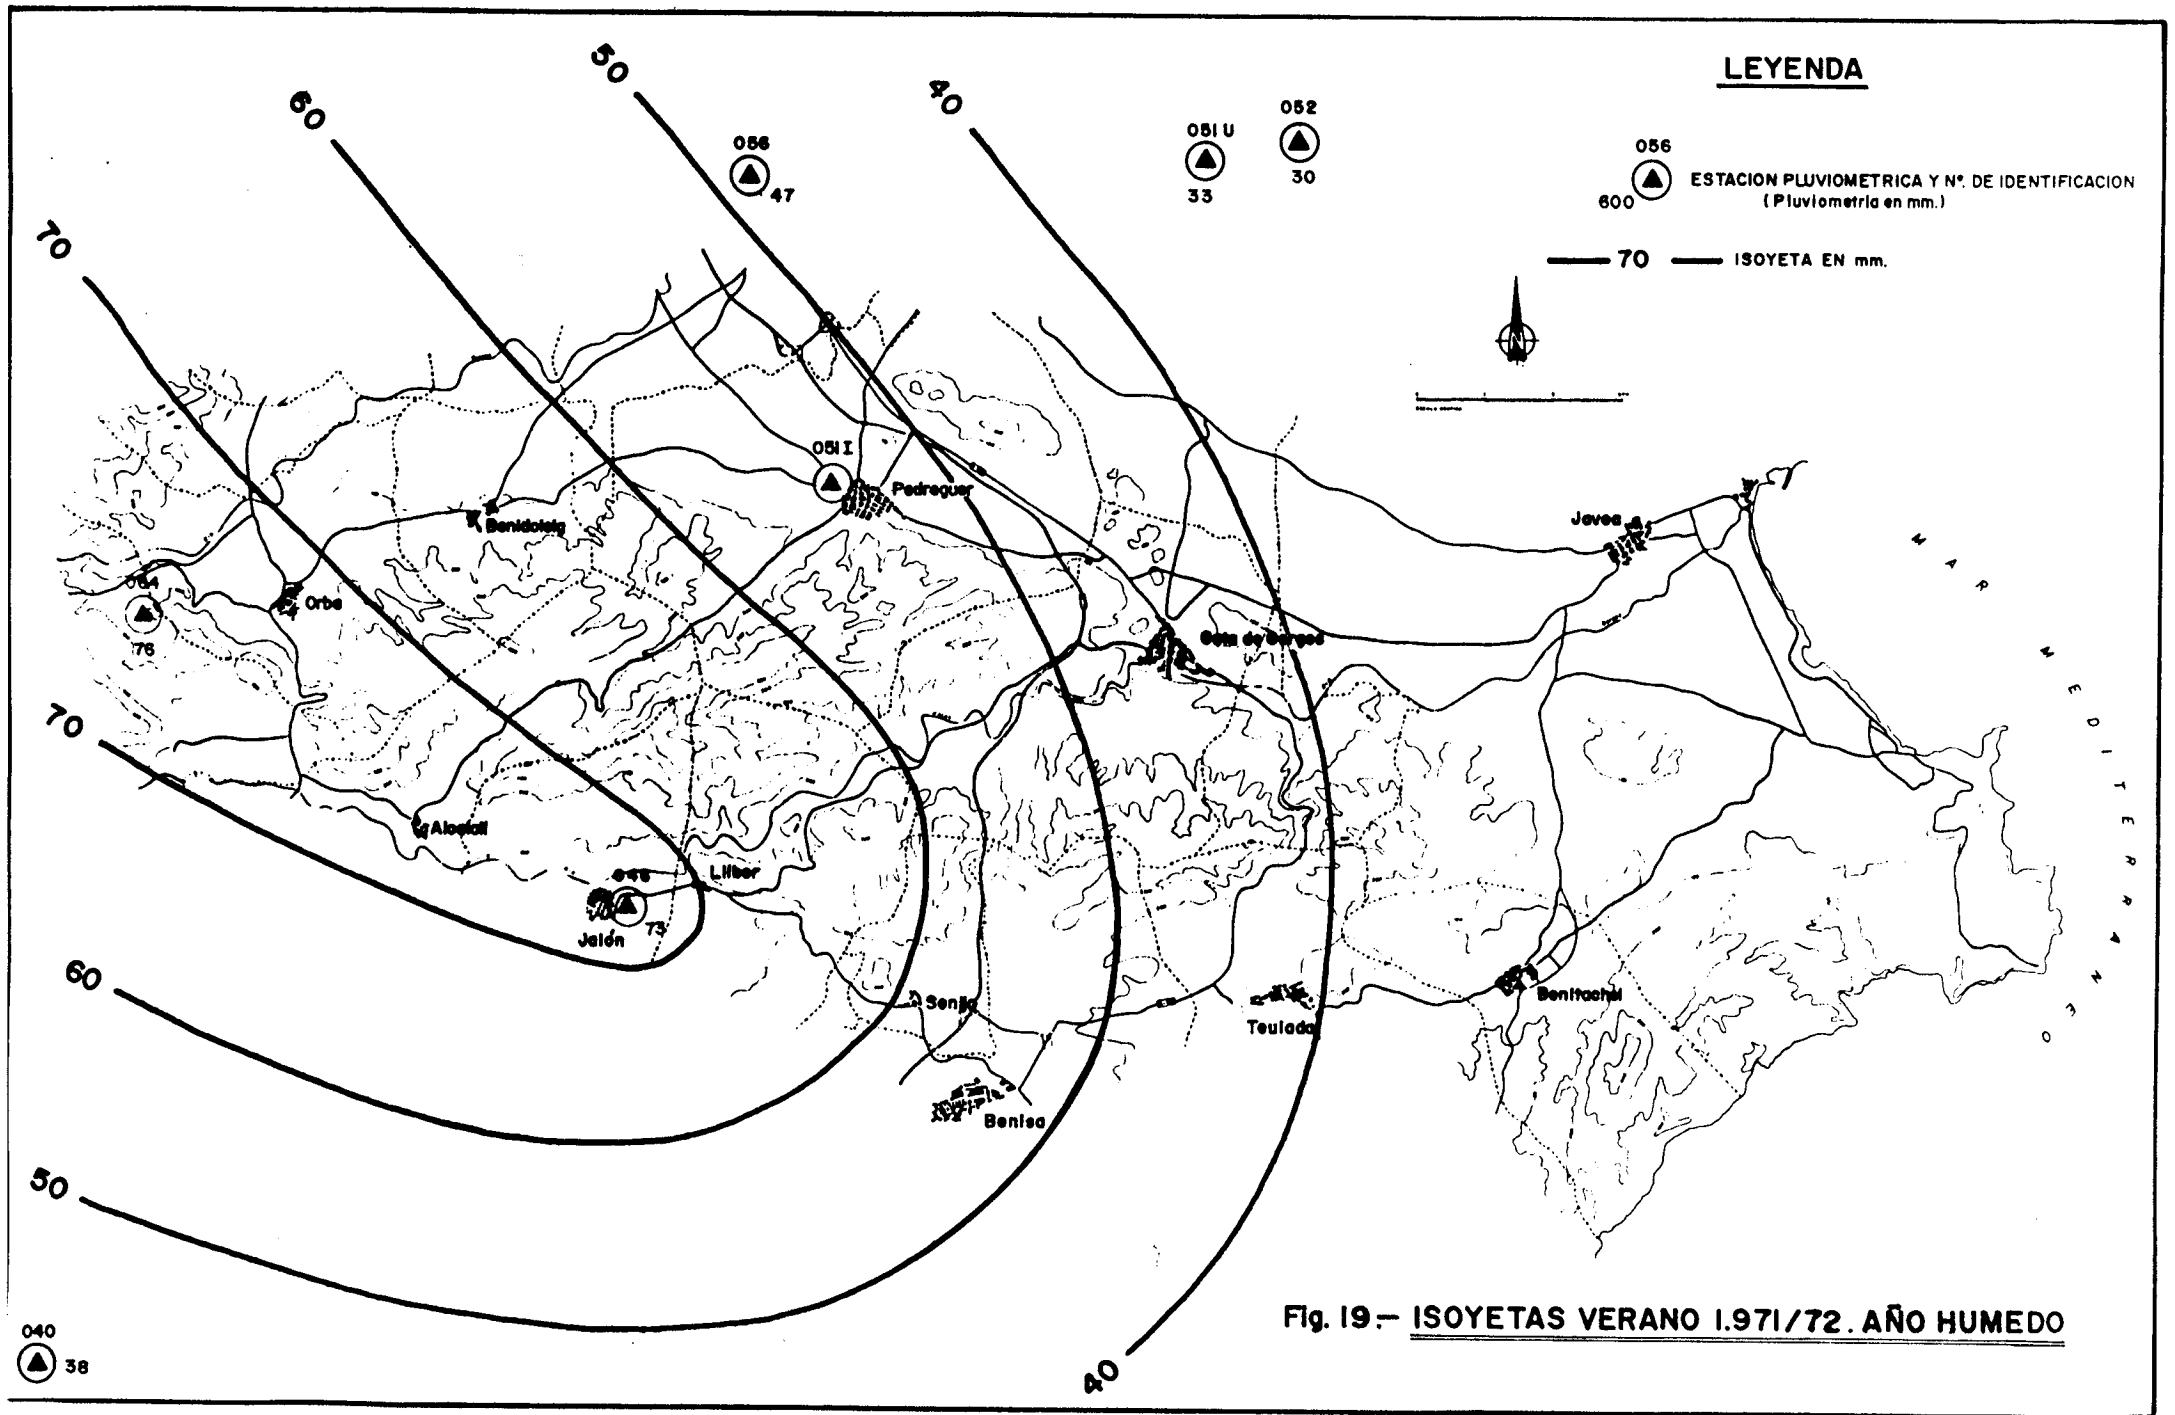 LEYENDA
056
600
ESTACION PLUVIOMETRICA Y Nº. DE IDENTIFICACION
(Pluviometria en mm.)
70
ISOYETA EN mm.
50
40
60
70
056
47
051 U
33
052
30
051 I
Pedreguer
Benidoleig
Javea
Orba
76
70
Gata de Gorgos
MAR MEDITERRANEO
Alcalali
Lliber
Jalón
73
60
Senija
Teulada
Benitachel
Benisa
50
40
040
38
Fig. 19.- ISOYETAS VERANO 1.971/72. AÑO HUMEDO